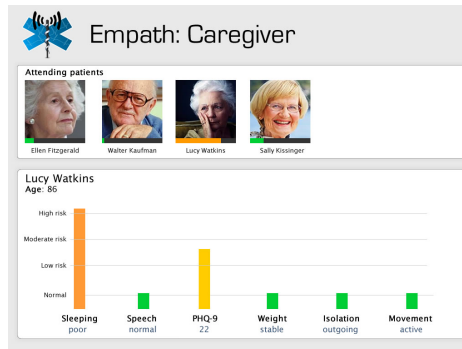 Empath: Caregiver
Attending patients
Ellen Fitzgerald
Walter Kaufman
Lucy Watkins
Sally Kissinger
Lucy Watkins
Age: 86
High risk
Moderate risk
Low risk
Normal
Sleeping Speech PHQ-9 Weight Isolation Movement
poor normal 22 stable outgoing active